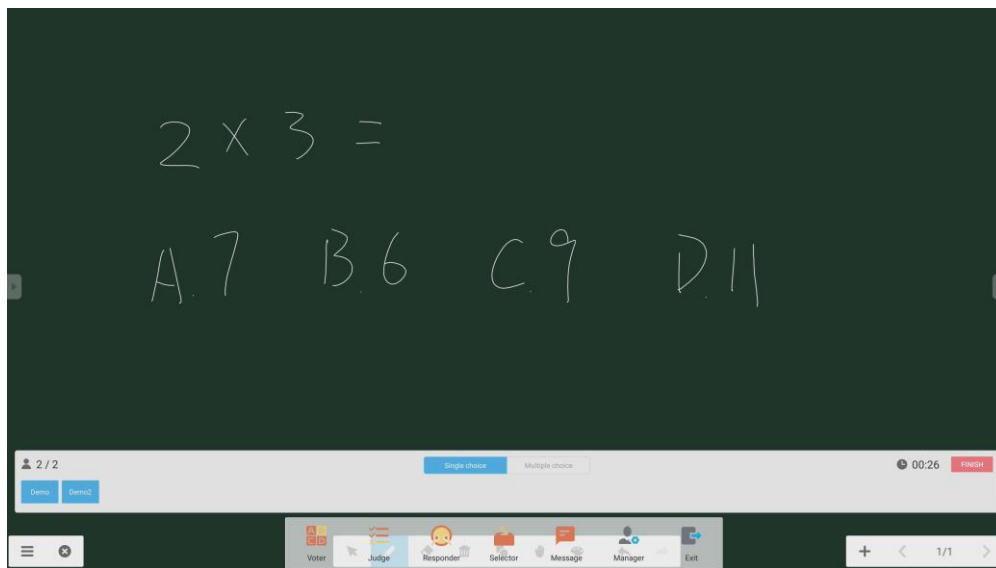 2 × 3 =
A.7 B.6 C.9 D.11
2 / 2
Single choice Multiple choice
00:26 FINISH
Demo Demo2
Voter Judge Responder Selector Message Manager Exit
1/1